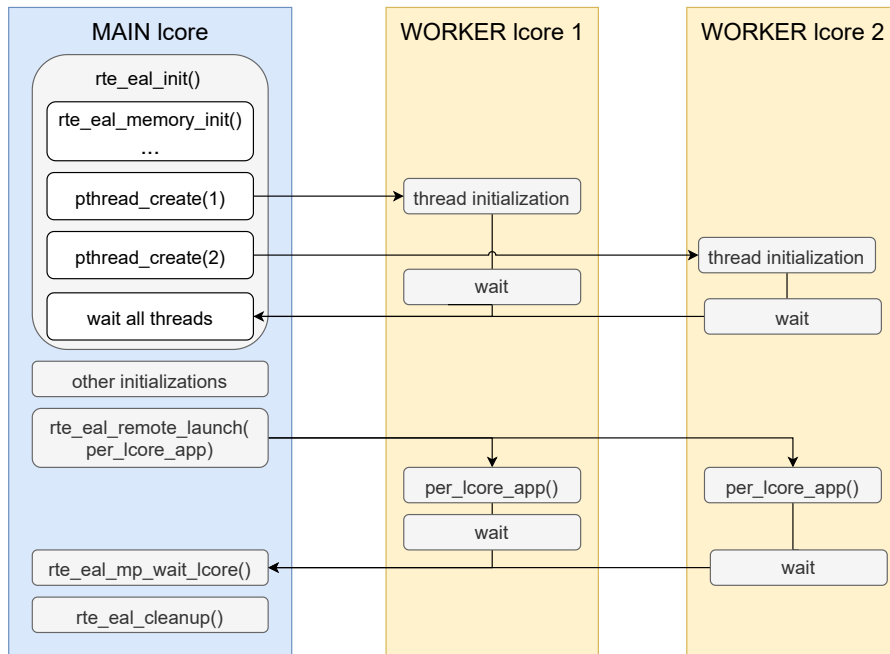 MAIN lcore
WORKER lcore 1
WORKER lcore 2
rte_eal_init()
rte_eal_memory_init()
...
pthread_create(1)
thread initialization
pthread_create(2)
thread initialization
wait
wait all threads
wait
other initializations
rte_eal_remote_launch(
per_lcore_app)
per_lcore_app()
per_lcore_app()
wait
rte_eal_mp_wait_lcore()
wait
rte_eal_cleanup()